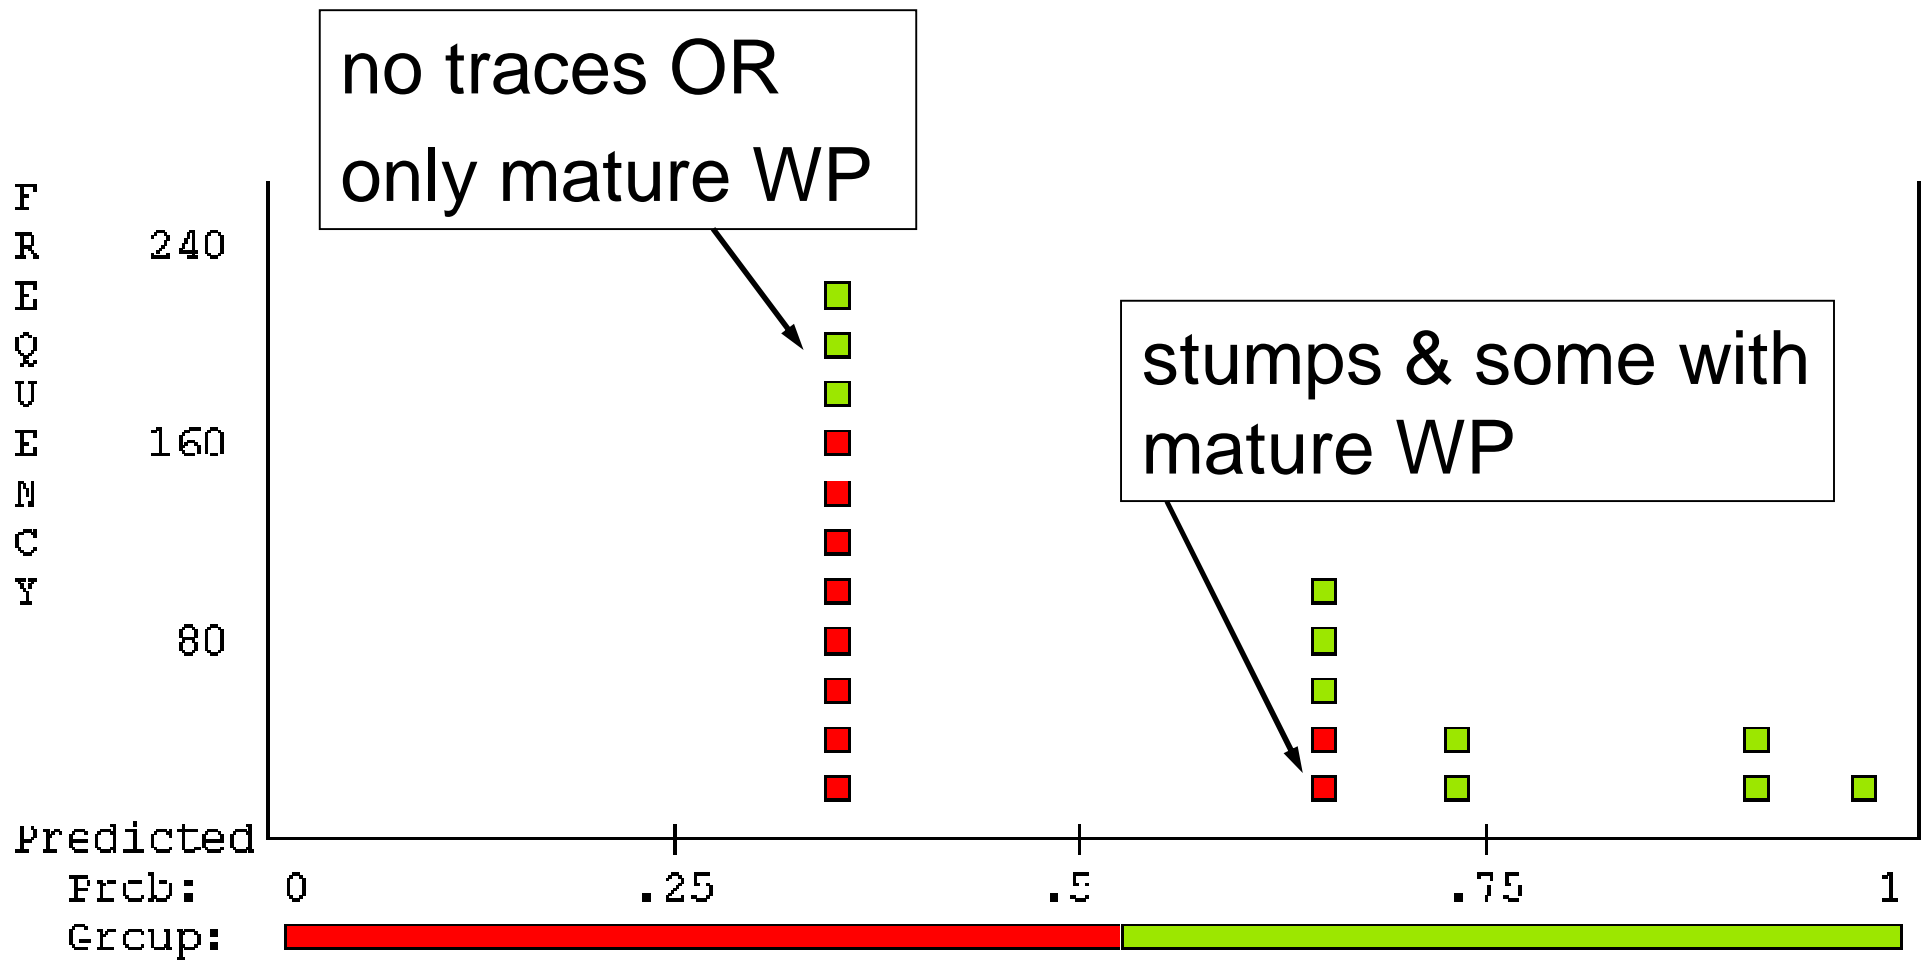 no traces OR
only mature WP
FREQUENCY
240
160
80
stumps & some with
mature WP
Predicted
Prob: 0 .25 .5 .75 1
Group: